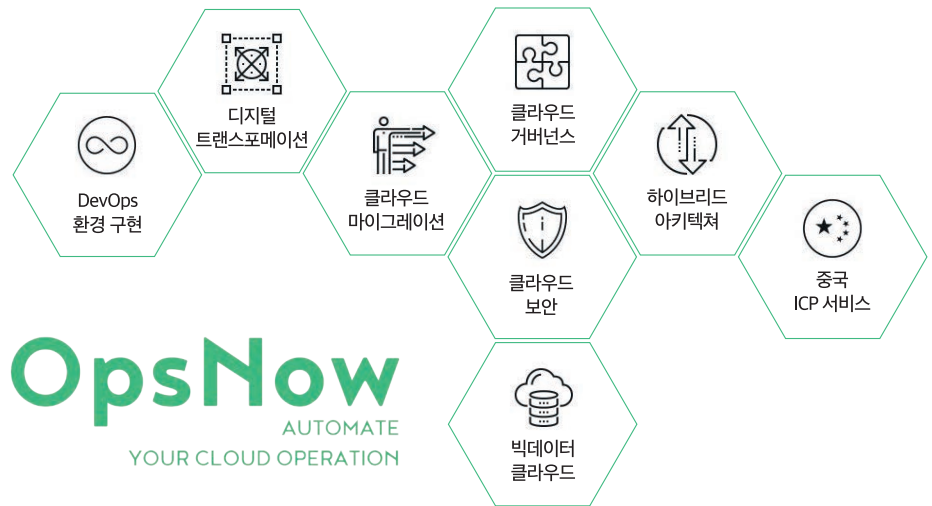 디지털
트랜스포메이션
클라우드
거버넌스
DevOps
환경 구현
클라우드
마이그레이션
하이브리드
아키텍쳐
클라우드
보안
중국
ICP 서비스
OpsNow
AUTOMATE
YOUR CLOUD OPERATION
빅데이터
클라우드